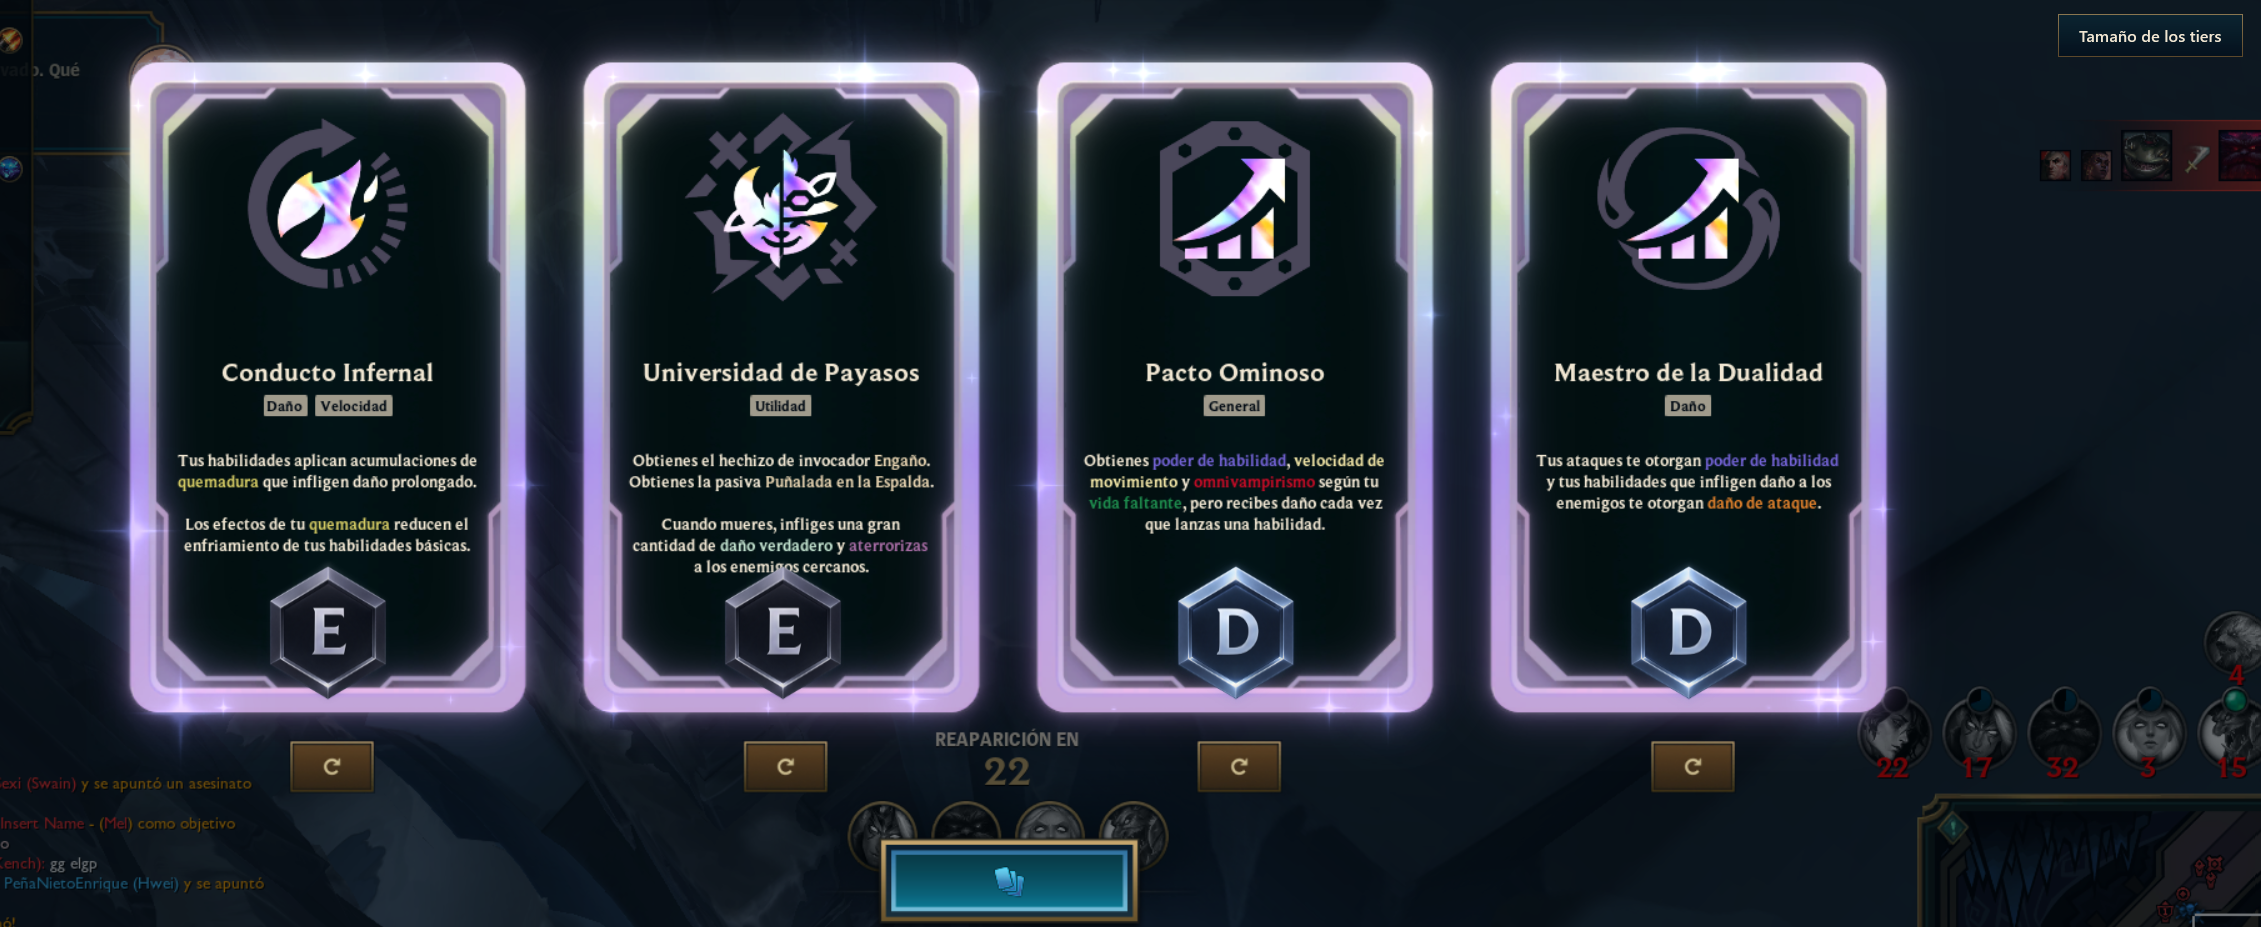 Tamaño de los tiers
. Qué
Conducto Infernal
Daño Velocidad
Tus habilidades aplican acumulaciones de
quemadura que infligen daño prolongado.
Los efectos de tu quemadura reducen el
enfriamiento de tus habilidades básicas.
E
Universidad de Payasos
Utilidad
Obtienes el hechizo de invocador Engaño.
Obtienes la pasiva Puñalada en la Espalda.
Cuando mueres, infliges una gran
cantidad de daño verdadero y aterrorizas
a los enemigos cercanos.
E
Pacto Ominoso
General
Obtienes poder de habilidad, velocidad de
movimiento y omnivampirismo según tu
vida faltante, pero recibes daño cada vez
que lanzas una habilidad.
D
Maestro de la Dualidad
Daño
Tus ataques te otorgan poder de habilidad
y tus habilidades que infligen daño a los
enemigos te otorgan daño de ataque.
D
4
22 17 32 3 15
REAPARICIÓN EN
22
exi (Swain) y se apuntó un asesinato
Insert Name - (Mel) como objetivo
o
Kench): gg elgp
PeñaNietoEnrique (Hwei) y se apuntó
ó!